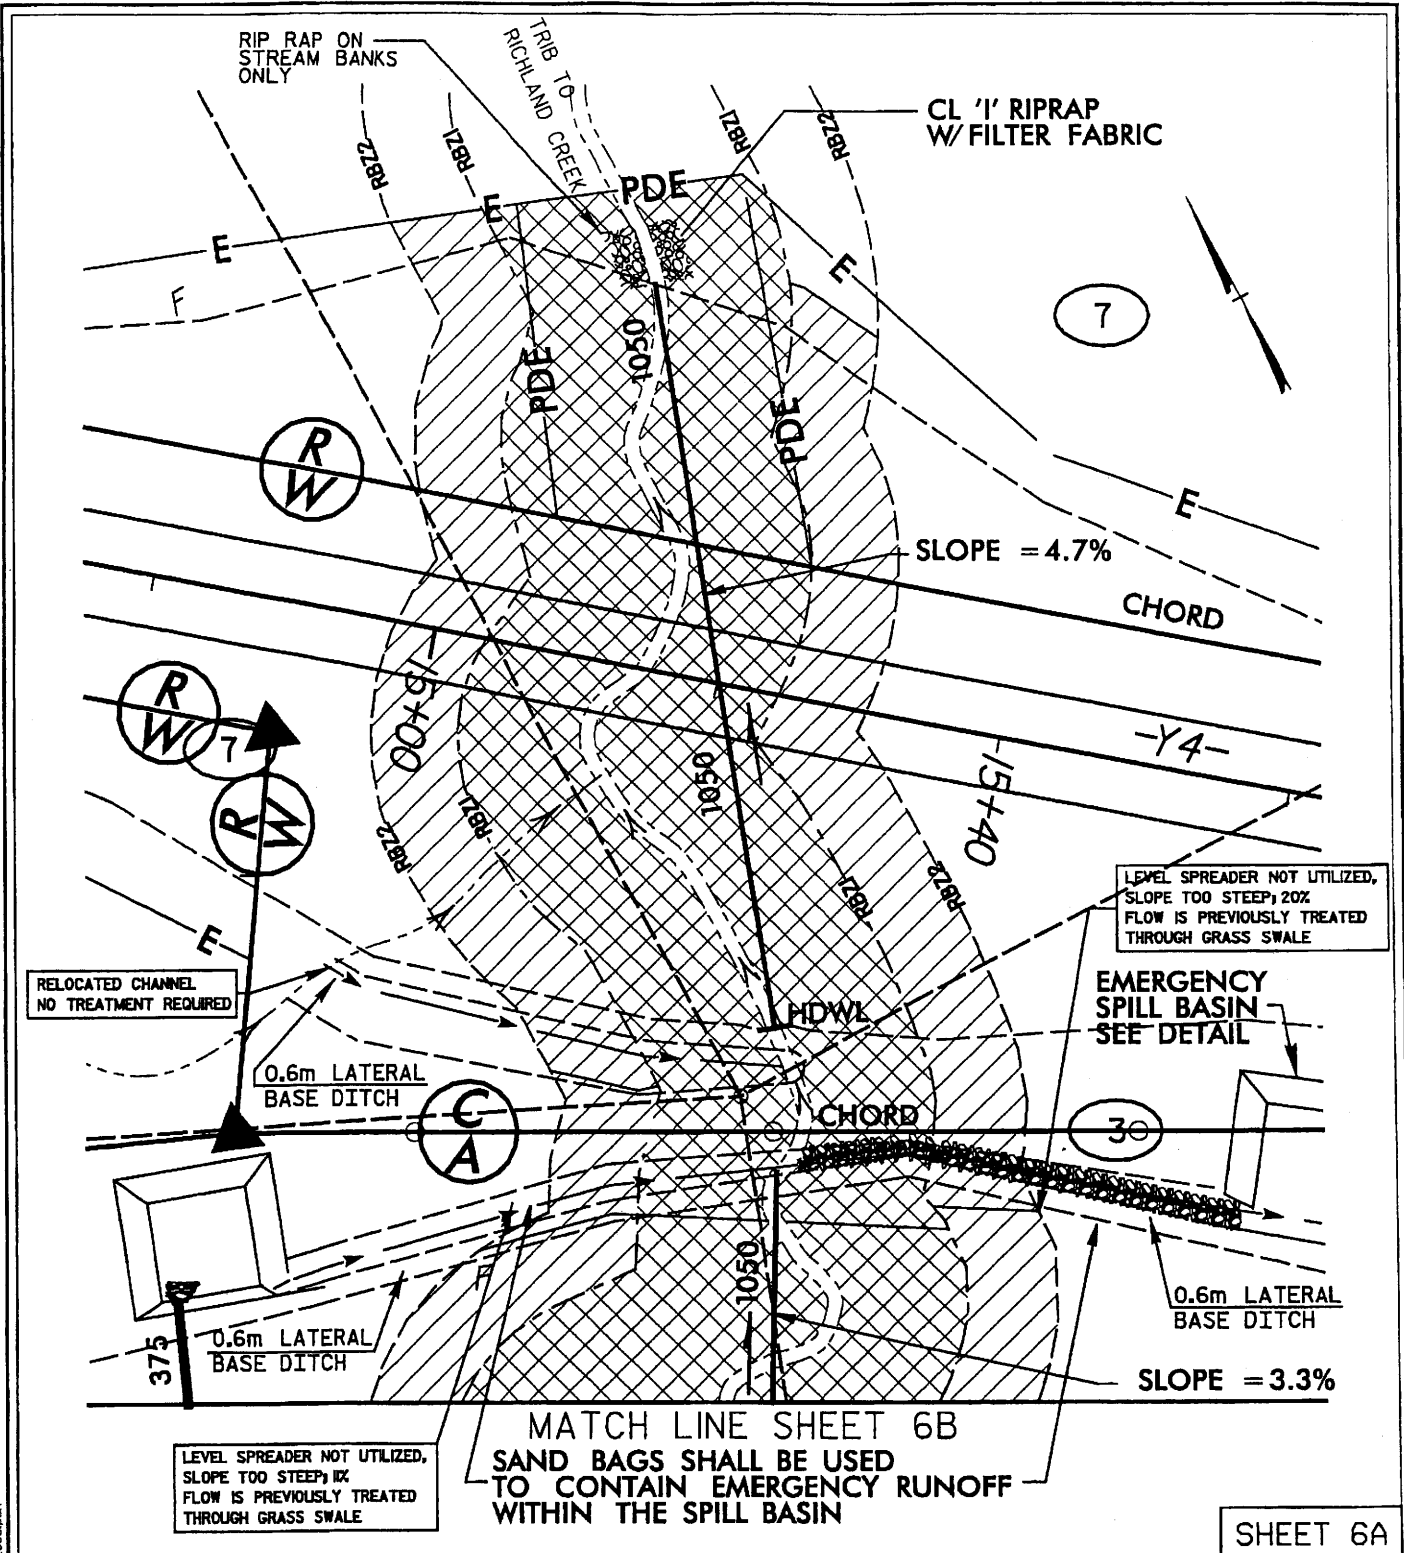 RIP RAP ON
STREAM BANKS
ONLY
TRIB TO
RICHLAND CREEK
CL 'I' RIPRAP
W/ FILTER FABRIC
RBZ2
RBZ1
RBZ1
RBZ2
PDE
E
E
E
F
7
1050
PDE
PDE
R
W
E
SLOPE = 4.7%
CHORD
-15+00
R
W
7
-Y4-
1050
-15+40
R
W
RBZ2
RBZ1
RBZ1
RBZ2
LEVEL SPREADER NOT UTILIZED,
SLOPE TOO STEEP; 20%
FLOW IS PREVIOUSLY TREATED
THROUGH GRASS SWALE
E
RELOCATED CHANNEL
NO TREATMENT REQUIRED
EMERGENCY
SPILL BASIN
SEE DETAIL
HDWL
0.6m LATERAL
BASE DITCH
C
A
CHORD
3
1050
F
0.6m LATERAL
BASE DITCH
0.6m LATERAL
BASE DITCH
375
SLOPE = 3.3%
MATCH LINE SHEET 6B
LEVEL SPREADER NOT UTILIZED,
SLOPE TOO STEEP;
FLOW IS PREVIOUSLY TREATED
THROUGH GRASS SWALE
SAND BAGS SHALL BE USED
TO CONTAIN EMERGENCY RUNOFF
WITHIN THE SPILL BASIN
SHEET 6A